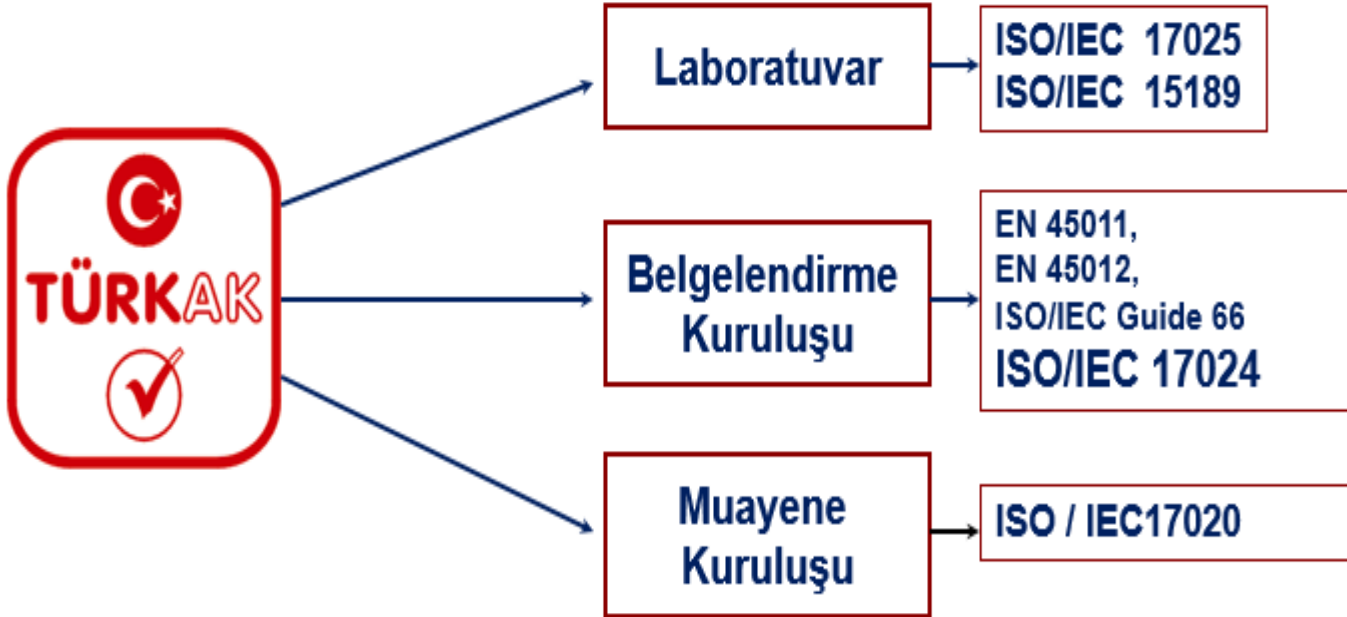 TÜRKAK
Laboratuvar
ISO/IEC 17025
ISO/IEC 15189
Belgelendirme
Kuruluşu
EN 45011,
EN 45012,
ISO/IEC Guide 66
ISO/IEC 17024
Muayene
Kuruluşu
ISO / IEC17020